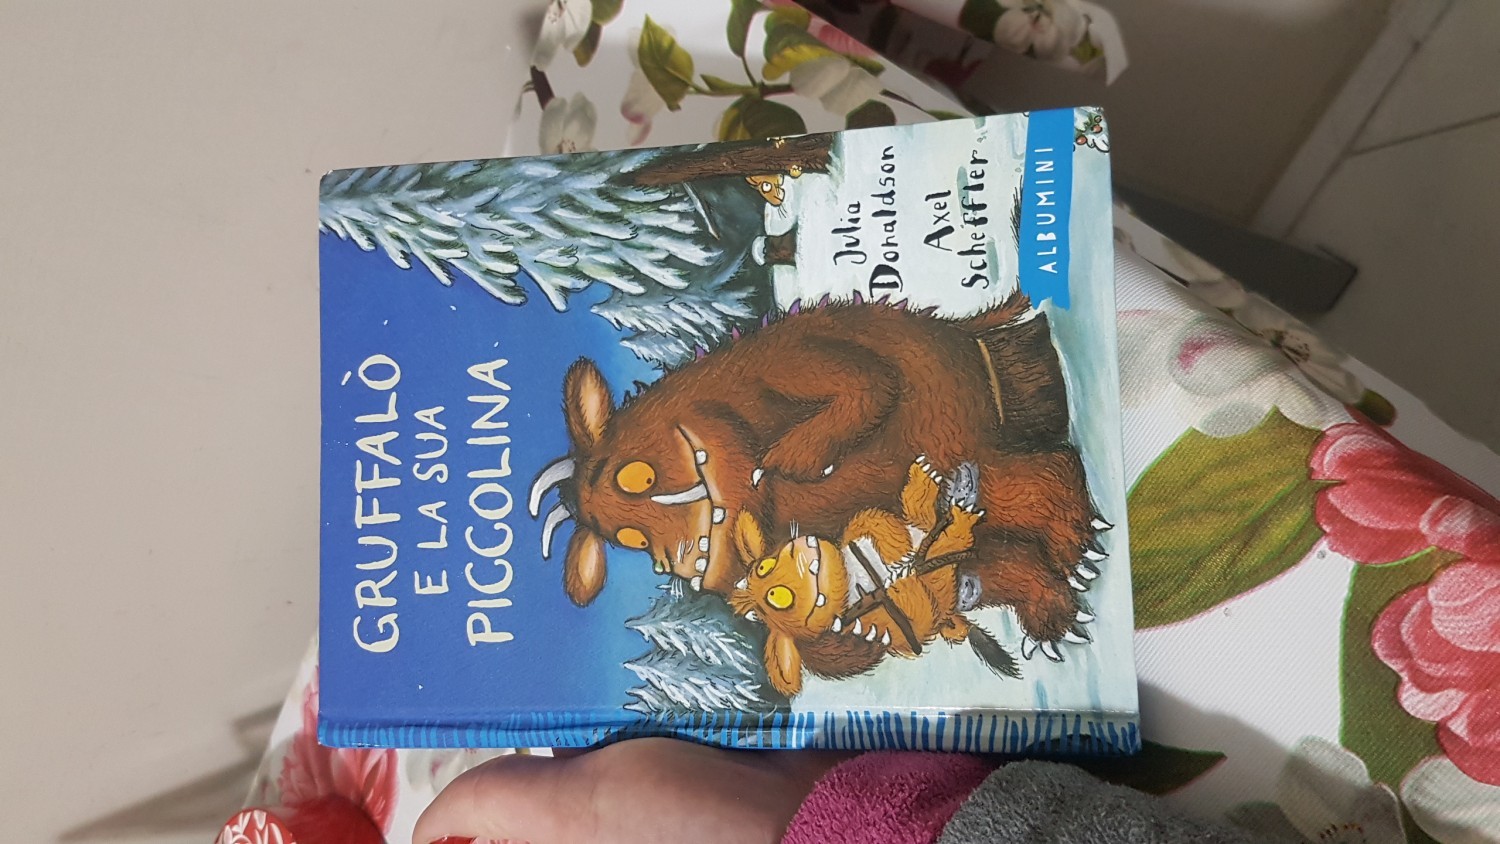 GRUFFALÒ
E LA SUA
PICCOLINA
Julia
Donaldson
Axel
Scheffler
ALBUMINI